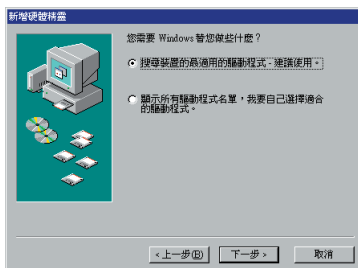 新增硬體精靈
您需要 Windows 替您做些什麼？
搜尋裝置的最適用的驅動程式 - 建議使用。
顯示所有驅動程式名單，我要自己選擇適合
的驅動程式。
<上一步(B)
下一步 >
取消